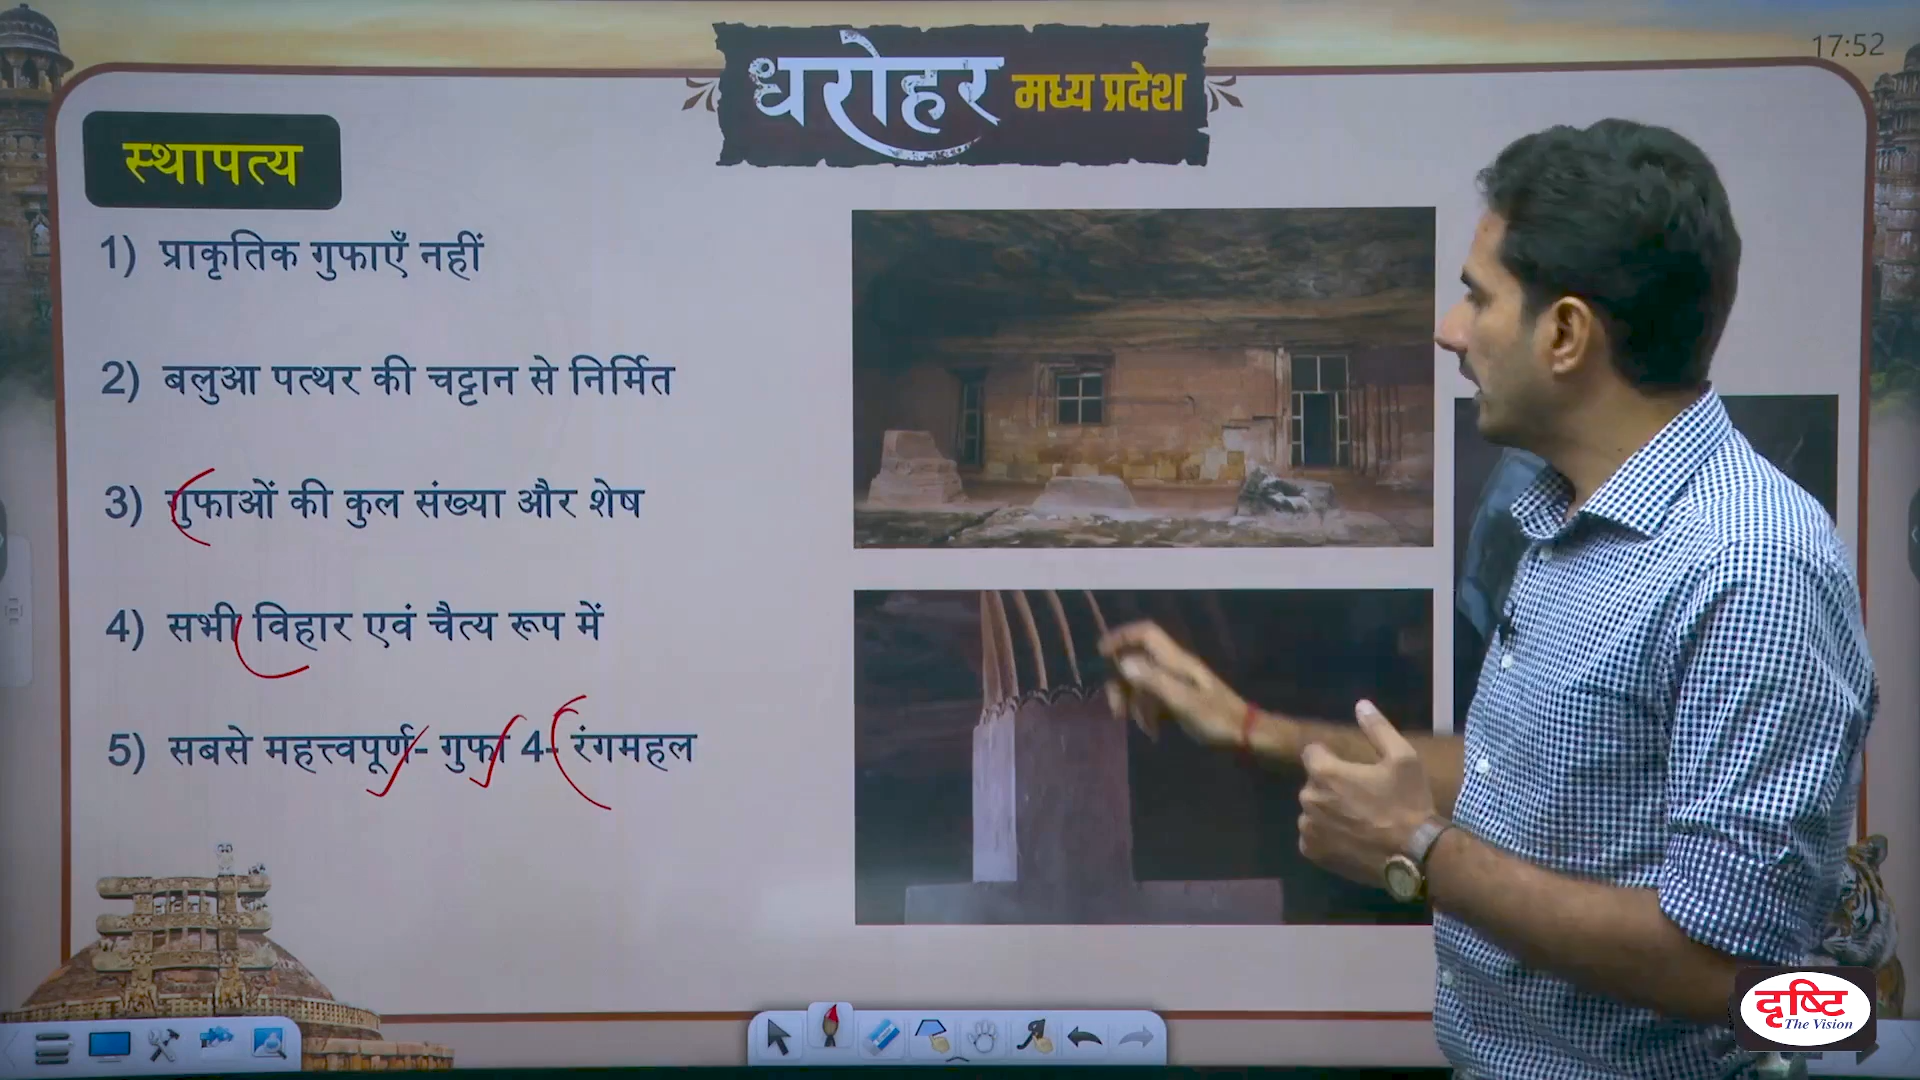 धरोहर मध्य प्रदेश
17:52
स्थापत्य
1) प्राकृतिक गुफाएँ नहीं
2) बलुआ पत्थर की चट्टान से निर्मित
3) गुफाओं की कुल संख्या और शेष
4) सभी विहार एवं चैत्य रूप में
5) सबसे महत्त्वपूर्ण- गुफा 4- रंगमहल
दृष्टि
The Vision